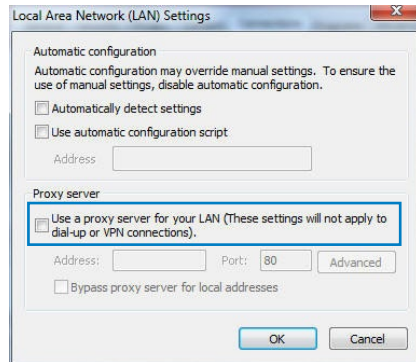 Local Area Network (LAN) Settings
Automatic configuration
Automatic configuration may override manual settings. To ensure the
use of manual settings, disable automatic configuration.
Automatically detect settings
Use automatic configuration script
Address
Proxy server
Use a proxy server for your LAN (These settings will not apply to
dial-up or VPN connections).
Address: Port: 80 Advanced
Bypass proxy server for local addresses
OK Cancel